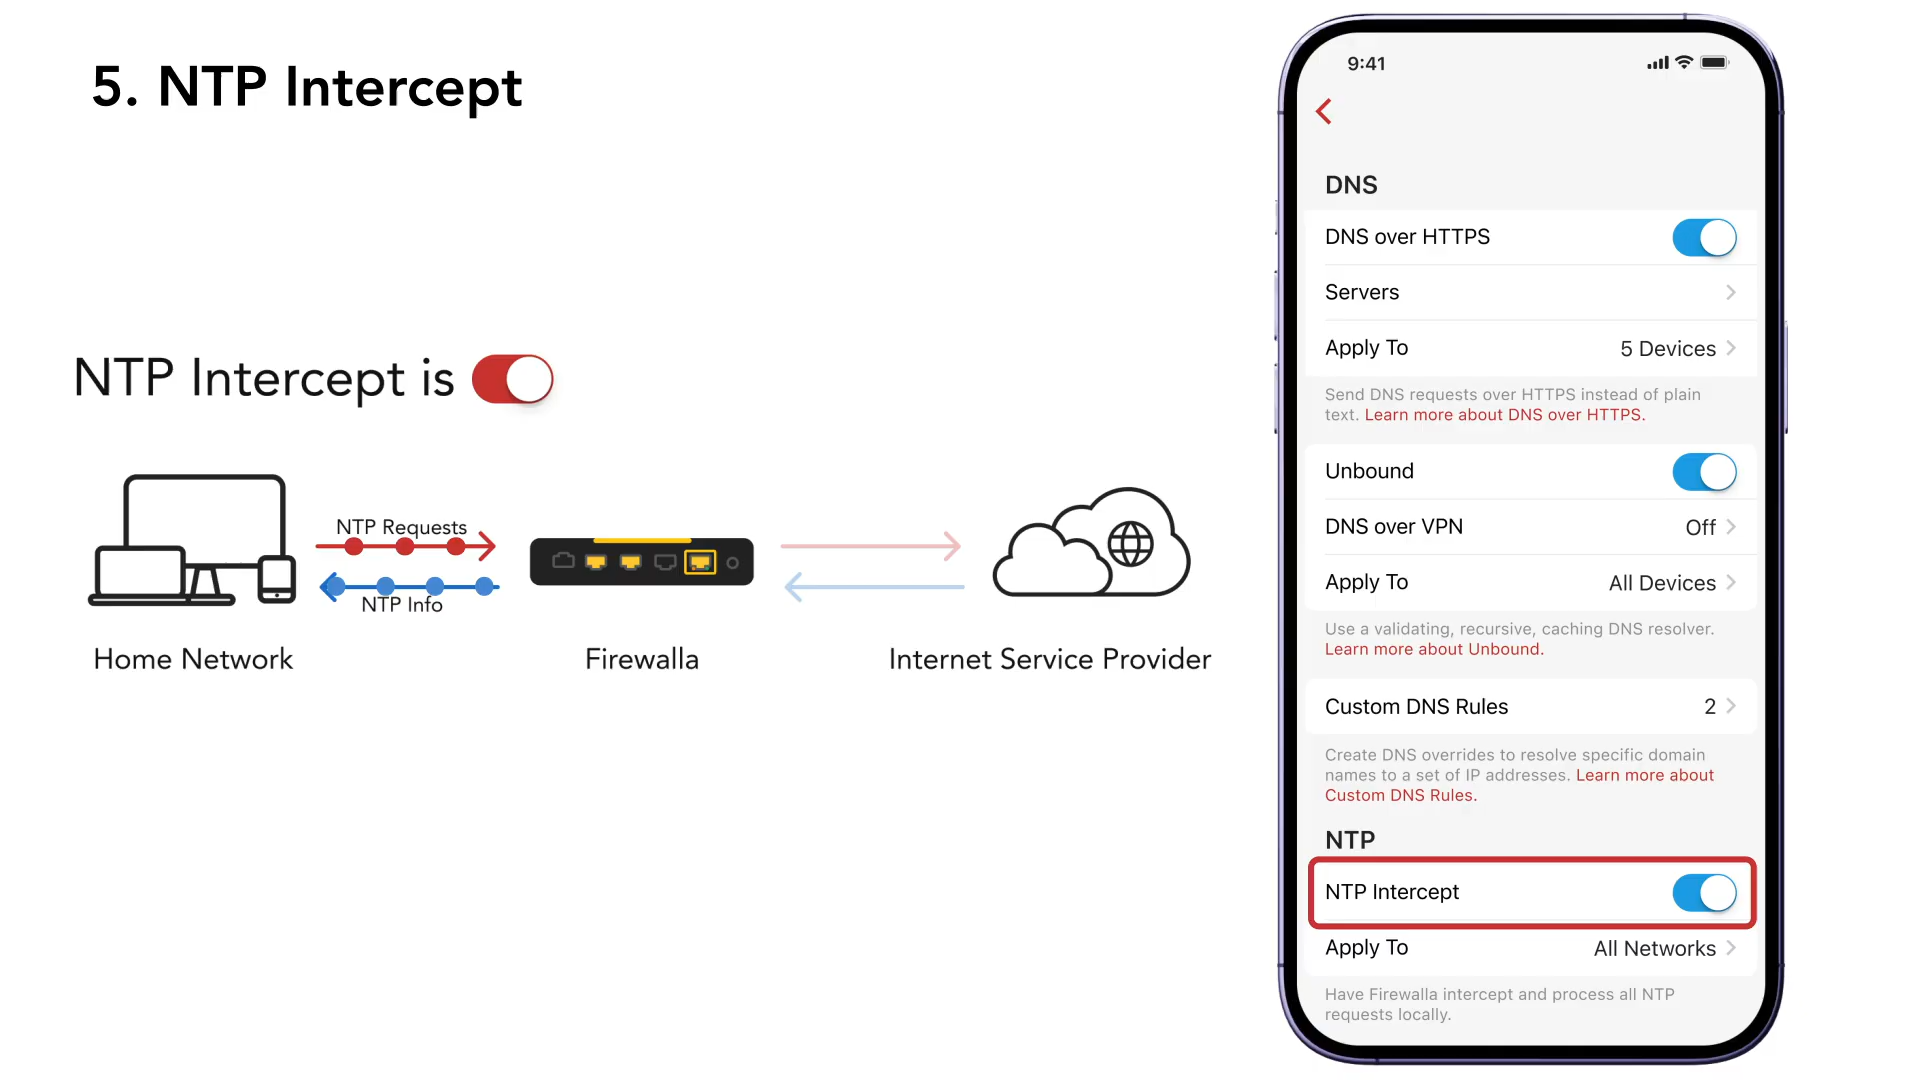 5. NTP Intercept
NTP Intercept is
NTP Requests
NTP Info
Home Network
Firewalla
Internet Service Provider
9:41
DNS
DNS over HTTPS
Servers
Apply To 5 Devices
Send DNS requests over HTTPS instead of plain
text. Learn more about DNS over HTTPS.
Unbound
DNS over VPN Off
Apply To All Devices
Use a validating, recursive, caching DNS resolver.
Learn more about Unbound.
Custom DNS Rules 2
Create DNS overrides to resolve specific domain
names to a set of IP addresses. Learn more about
Custom DNS Rules.
NTP
NTP Intercept
Apply To All Networks
Have Firewalla intercept and process all NTP
requests locally.